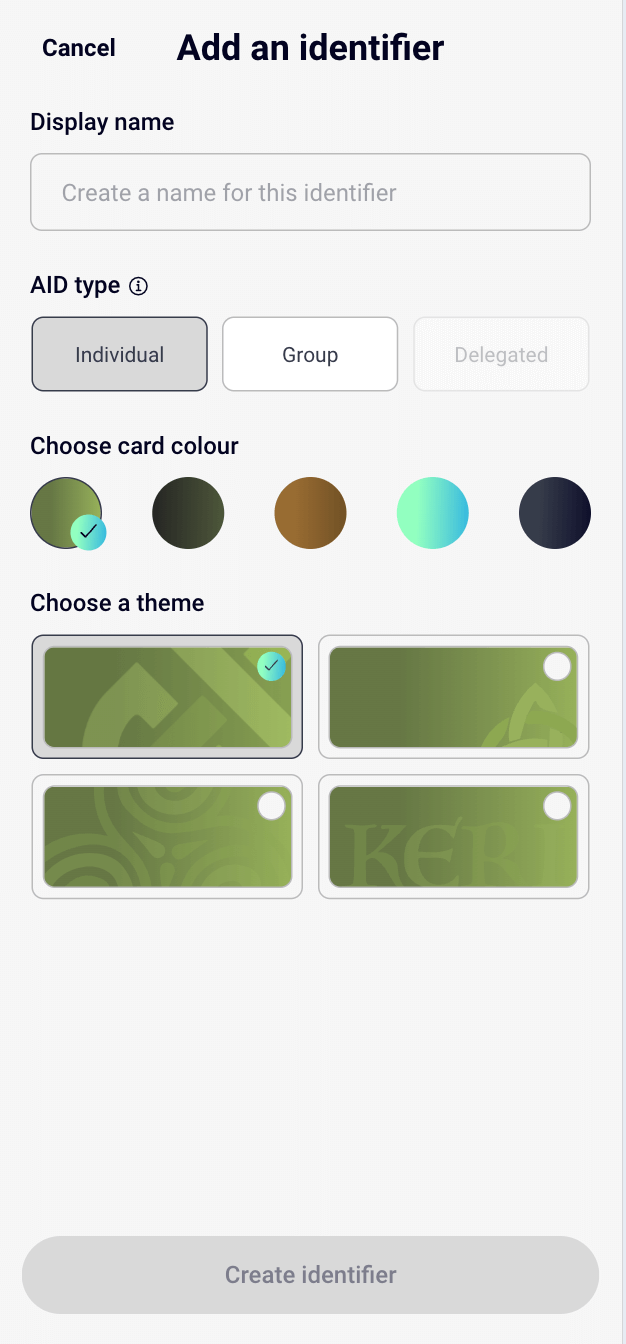 Cancel
Add an identifier
Display name
Create a name for this identifier
AID type
Individual
Group
Delegated
Choose card colour
Choose a theme
KERI
Create identifier